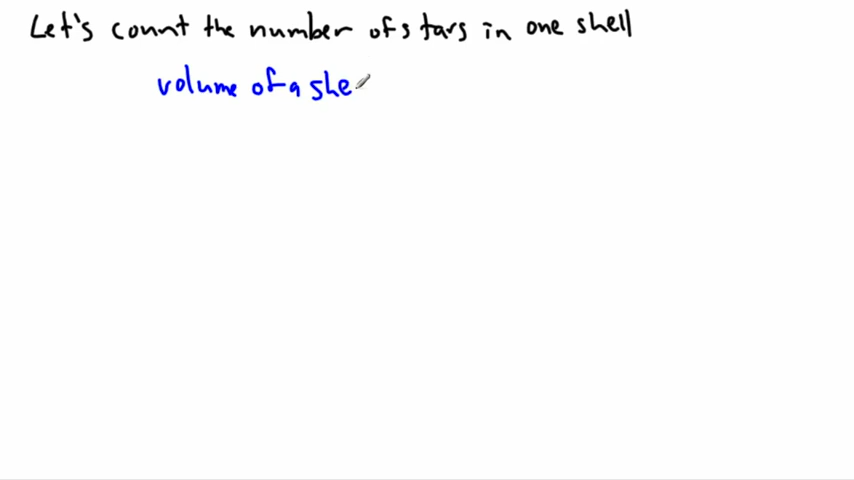 Let's count the number of stars in one shell
volume of a she